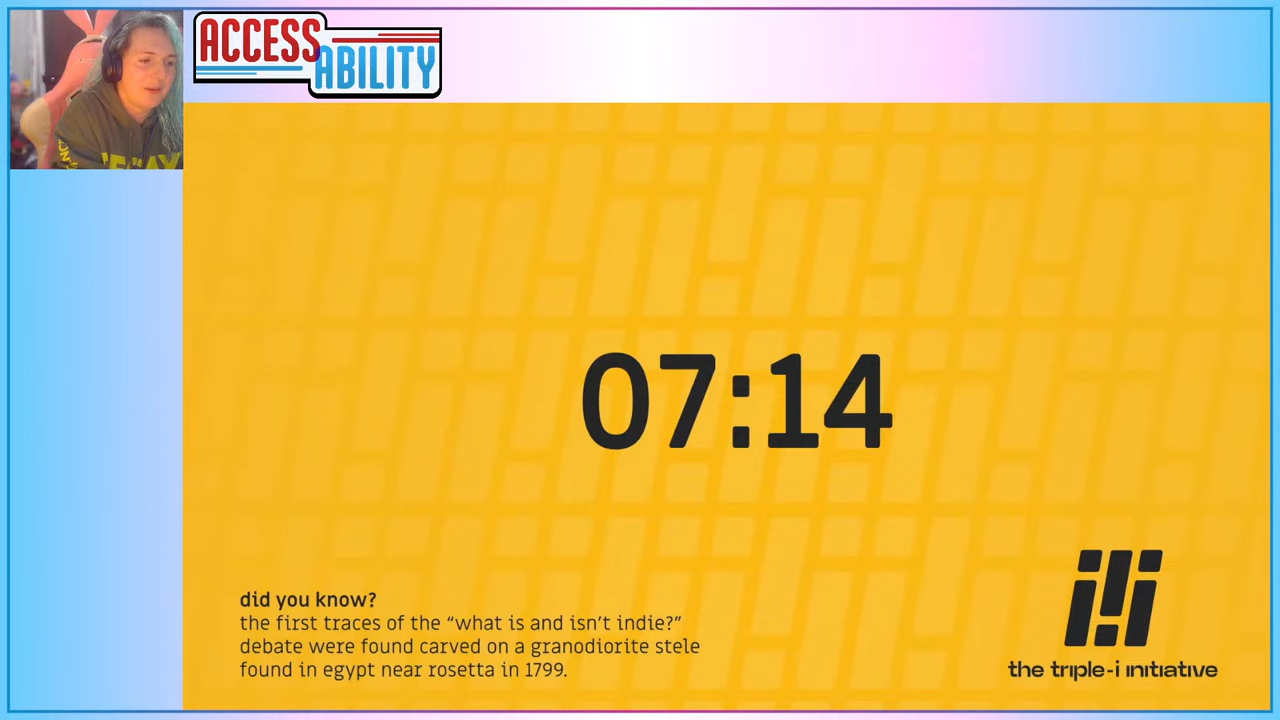 ACCESS
ABILITY
07:14
did you know?
the first traces of the “what is and isn't indie?”
debate were found carved on a granodiorite stele
found in egypt near rosetta in 1799.
the triple-i initiative